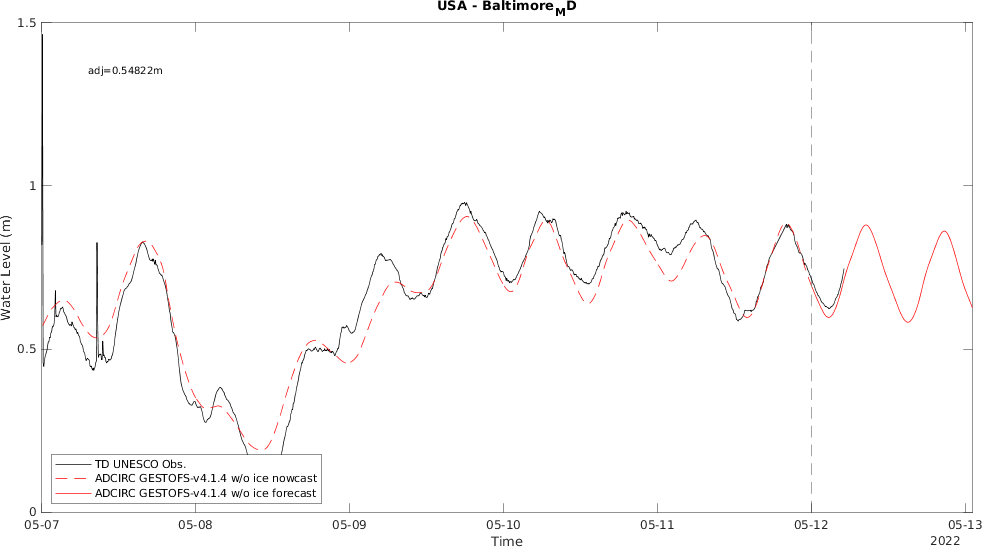 USA - Baltimore_MD
adj=0.54822m
1.5
1
0.5
0
Water Level (m)
TD UNESCO Obs.
ADCIRC GESTOFS-v4.1.4 w/o ice nowcast
ADCIRC GESTOFS-v4.1.4 w/o ice forecast
05-07 05-08 05-09 05-10 05-11 05-12 05-13
Time
2022